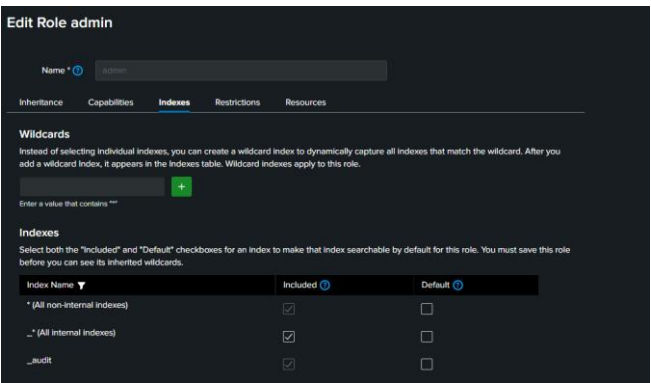 Edit Role admin
Name * ?
admin
Inheritance Capabilities Indexes Restrictions Resources
Wildcards
Instead of selecting individual indexes, you can create a wildcard index to dynamically capture all indexes that match the wildcard. After you
add a wildcard Index, it appears in the Indexes table. Wildcard indexes apply to this role.
+
Enter a value that contains "*"
Indexes
Select both the "Included" and "Default" checkboxes for an index to make that index searchable by default for this role. You must save this role
before you can see its inherited wildcards.
Index Name Included ? Default ?
* (All non-internal indexes)
_* (All internal indexes)
_audit